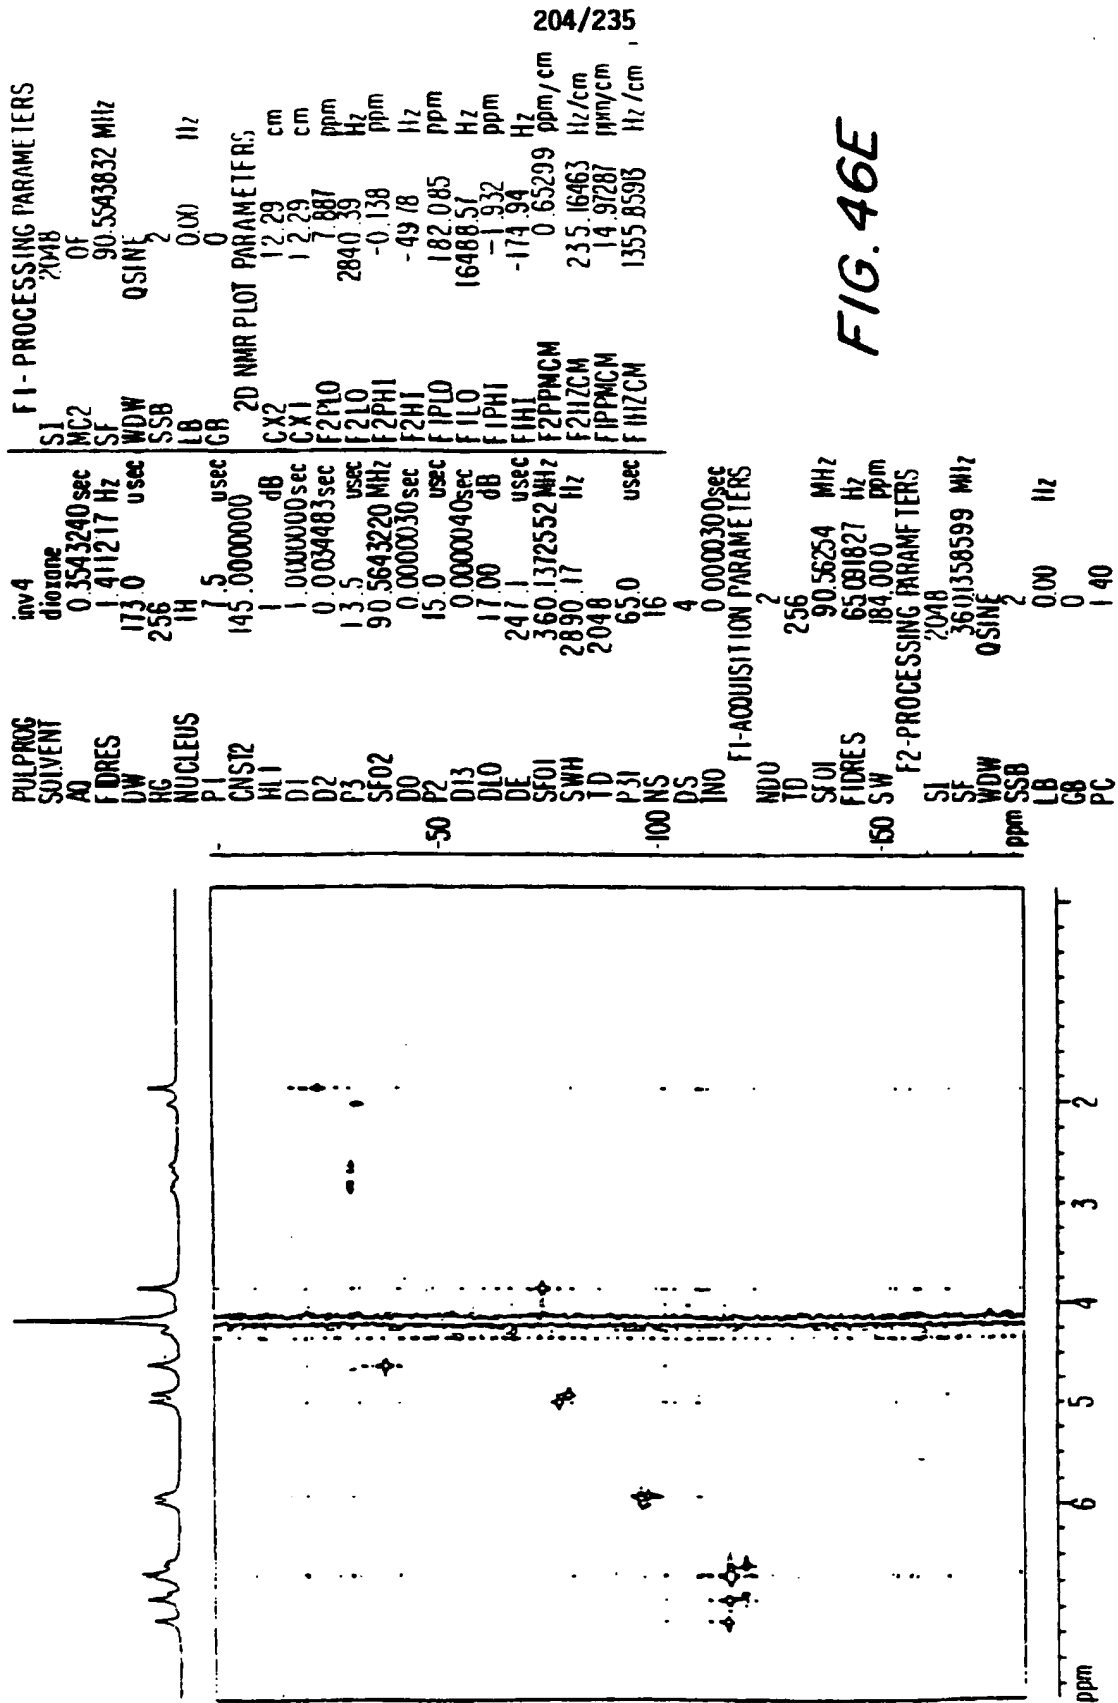 204/235
PULPROG inv4
SOLVENT dioxane
AQ 0.3543240 sec
FIDRES 1.411217 Hz
DW 173.0 usec
RG 256
NUCLEUS 1H
P1 7.5 usec
CNST2 145.0000000
HL1 1 dB
D1 1.0000000 sec
D2 0.0034483 sec
P3 13.5 usec
SFO2 90.5643220 MHz
D0 0.0000030 sec
P2 15.0 usec
D13 0.0000040 sec
DLO 17.00 dB
DE 247.1 usec
SFO1 360.1372552 MHz
SWH 2890.17 Hz
TD 2048
P31 65.0 usec
NS 16
DS 4
IN0 0.0000300 sec
F1-ACQUISITION PARAMETERS
ND0 2
TD 256
SFO1 90.56254 MHz
FIDRES 65.091827 Hz
SW 184.000 ppm
F2-PROCESSING PARAMETERS
SI 2048
SF 360.1358599 MHz
WDW QSINE
SSB 2
LB 0.00 Hz
GB 0
PC 1.40
F1-PROCESSING PARAMETERS
SI 2048
MC2 QF
SF 90.5543832 MHz
WDW QSINE
SSB 2
LB 0.00 Hz
GB 0
2D NMR PLOT PARAMETERS
CX2 12.29 cm
CX1 12.29 cm
F2PLO 7.887 ppm
F2LO 2840.39 Hz
F2PHI -0.138 ppm
F2HI -49.78 Hz
F1PLO 182.085 ppm
F1LO 16488.57 Hz
F1PHI -1.932 ppm
F1HI -174.94 Hz
F2PPMCM 0.65299 ppm/cm
F2HZCM 235.16463 Hz/cm
F1PPMCM 14.97287 ppm/cm
F1HZCM 1355.85913 Hz/cm
-50
-100
-150
ppm
ppm 6 5 4 3 2
FIG. 46E